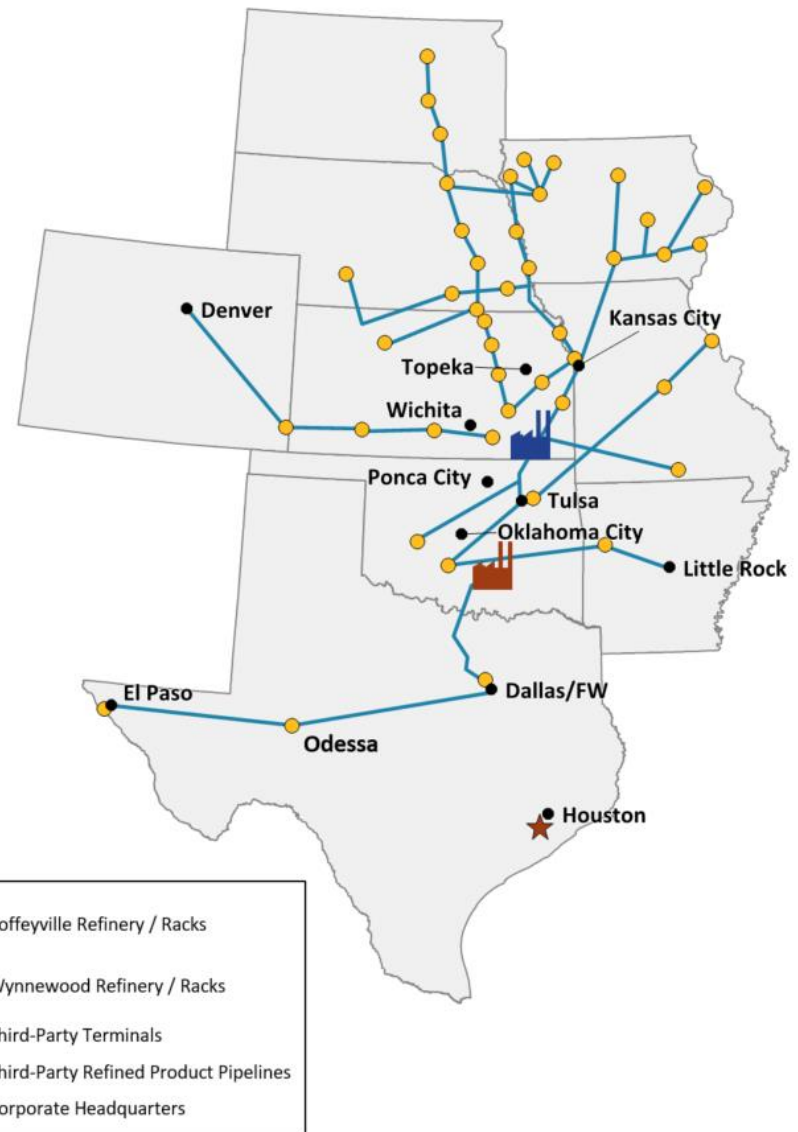 Denver
Kansas City
Topeka
Wichita
Ponca City
Tulsa
Oklahoma City
Little Rock
El Paso
Dallas/FW
Odessa
Houston
offeyville Refinery / Racks
ynnewood Refinery / Racks
hird-Party Terminals
hird-Party Refined Product Pipelines
orporate Headquarters